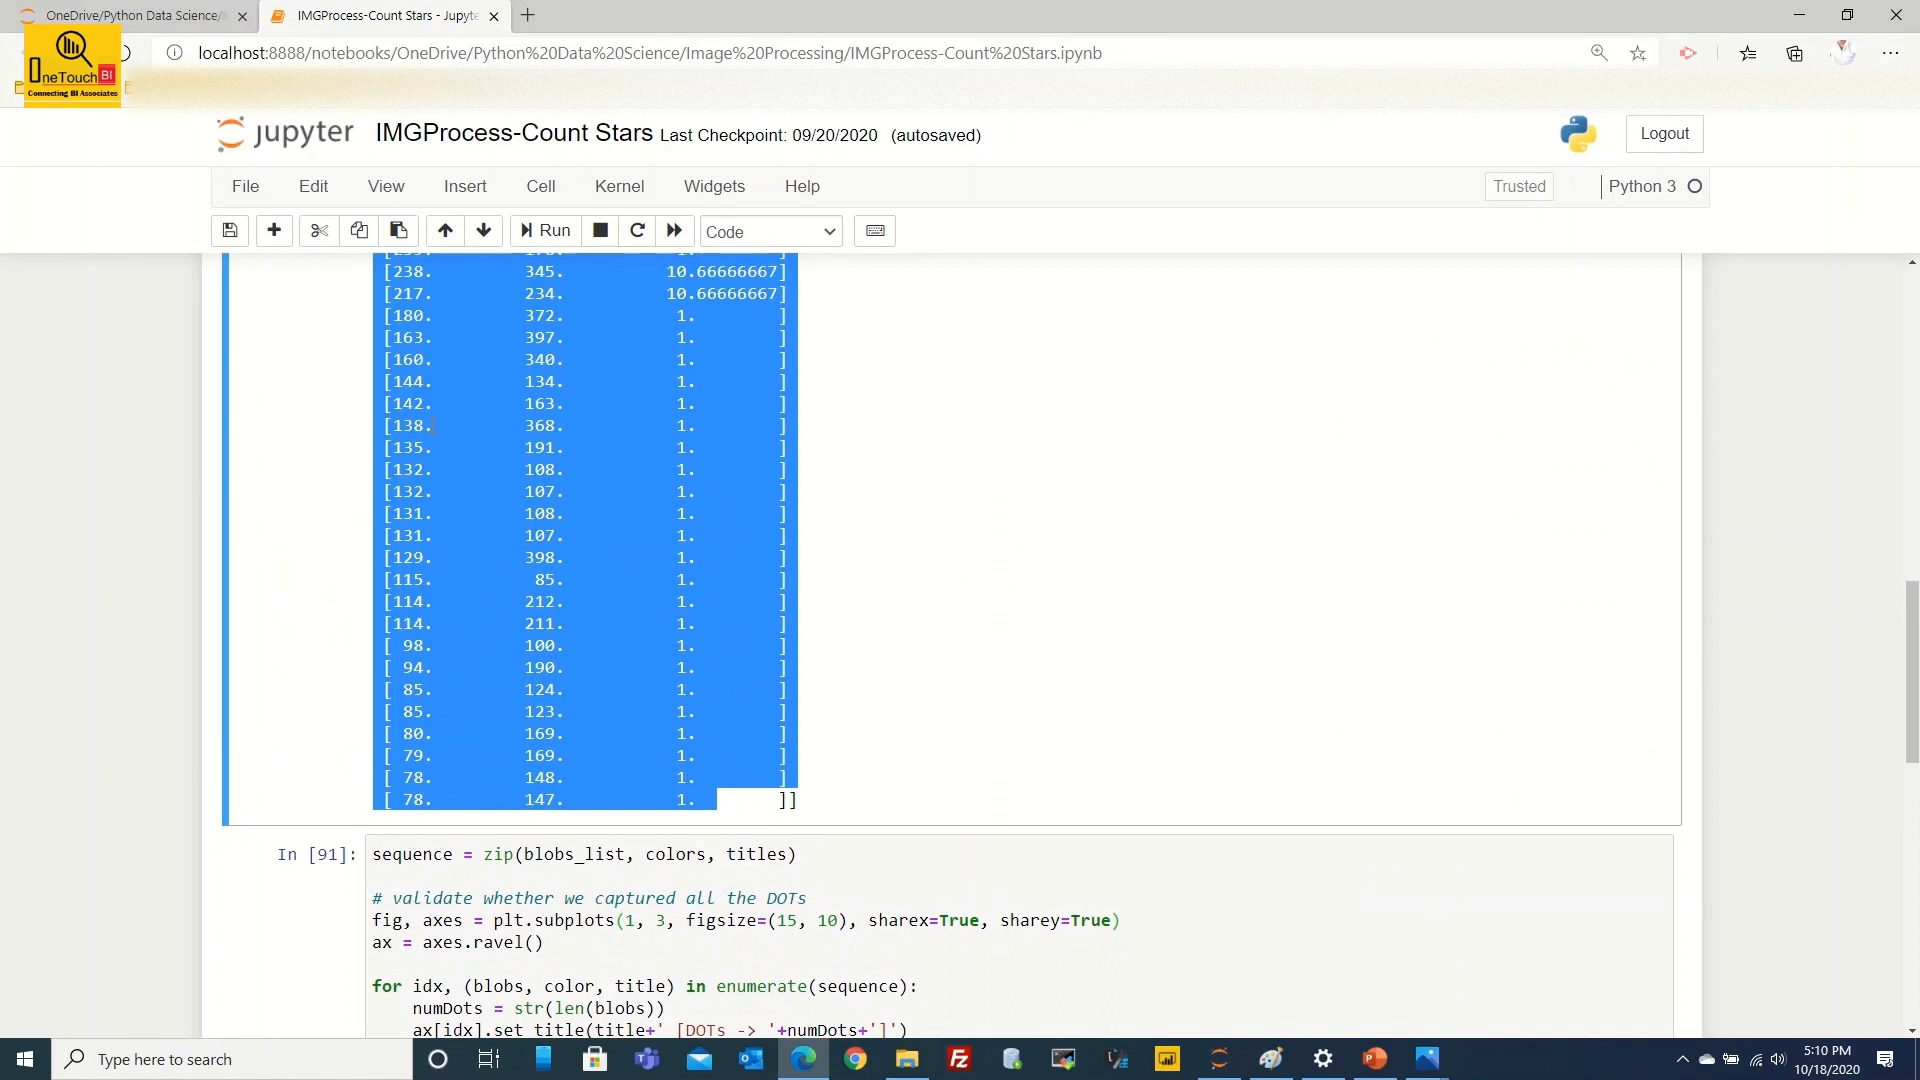 OneDrive/Python Data Science/I
IMGProcess-Count Stars - Jupyte
localhost:8888/notebooks/OneDrive/Python%20Data%20Science/Image%20Processing/IMGProcess-Count%20Stars.ipynb
OneTouch BI
Connecting BI Associates
jupyter IMGProcess-Count Stars Last Checkpoint: 09/20/2020 (autosaved)
Logout
File Edit View Insert Cell Kernel Widgets Help
Trusted Python 3
Run Code
[238. 345. 10.66666667]
[217. 234. 10.66666667]
[180. 372. 1. ]
[163. 397. 1. ]
[160. 340. 1. ]
[144. 134. 1. ]
[142. 163. 1. ]
[138. 368. 1. ]
[135. 191. 1. ]
[132. 108. 1. ]
[132. 107. 1. ]
[131. 108. 1. ]
[131. 107. 1. ]
[129. 398. 1. ]
[115. 85. 1. ]
[114. 212. 1. ]
[114. 211. 1. ]
[ 98. 100. 1. ]
[ 94. 190. 1. ]
[ 85. 124. 1. ]
[ 85. 123. 1. ]
[ 80. 169. 1. ]
[ 79. 169. 1. ]
[ 78. 148. 1. ]
[ 78. 147. 1. ]]
In [91]: sequence = zip(blobs_list, colors, titles)
# validate whether we captured all the DOTs
fig, axes = plt.subplots(1, 3, figsize=(15, 10), sharex=True, sharey=True)
ax = axes.ravel()
for idx, (blobs, color, title) in enumerate(sequence):
numDots = str(len(blobs))
ax[idx].set_title(title+' [DOTs -> '+numDots+']')
Type here to search
5:10 PM
10/18/2020